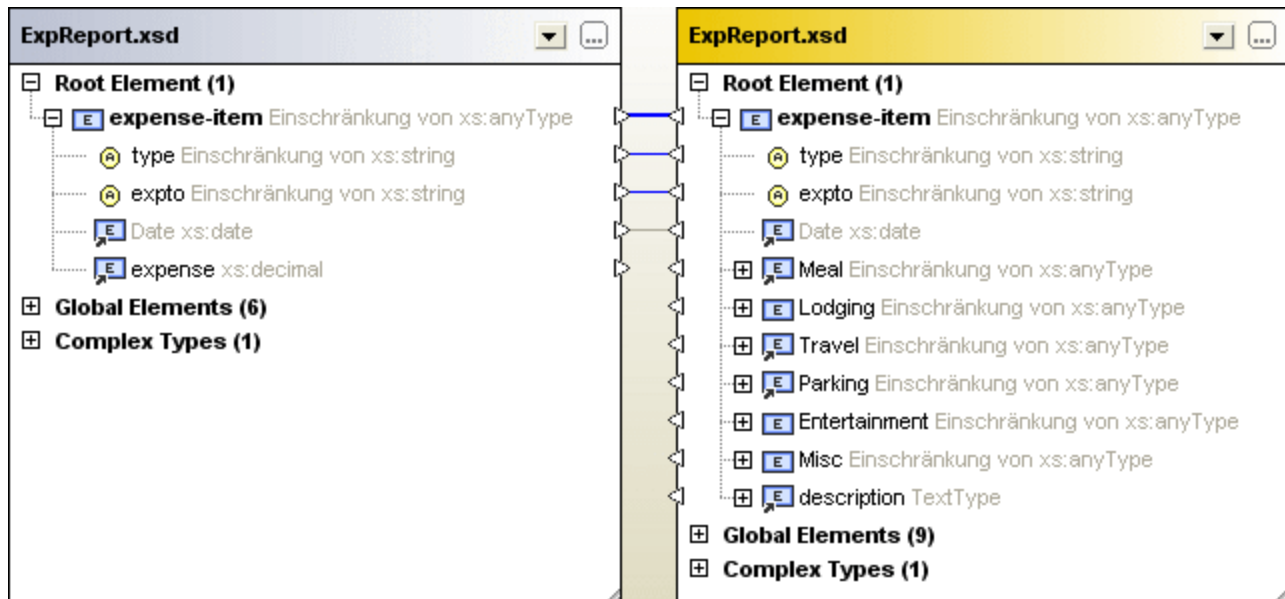 ExpReport.xsd
Root Element (1)
E expense-item Einschränkung von xs:anyType
A type Einschränkung von xs:string
A expto Einschränkung von xs:string
E Date xs:date
E expense xs:decimal
Global Elements (6)
Complex Types (1)
ExpReport.xsd
Root Element (1)
E expense-item Einschränkung von xs:anyType
A type Einschränkung von xs:string
A expto Einschränkung von xs:string
E Date xs:date
E Meal Einschränkung von xs:anyType
E Lodging Einschränkung von xs:anyType
E Travel Einschränkung von xs:anyType
E Parking Einschränkung von xs:anyType
E Entertainment Einschränkung von xs:anyType
E Misc Einschränkung von xs:anyType
E description TextType
Global Elements (9)
Complex Types (1)